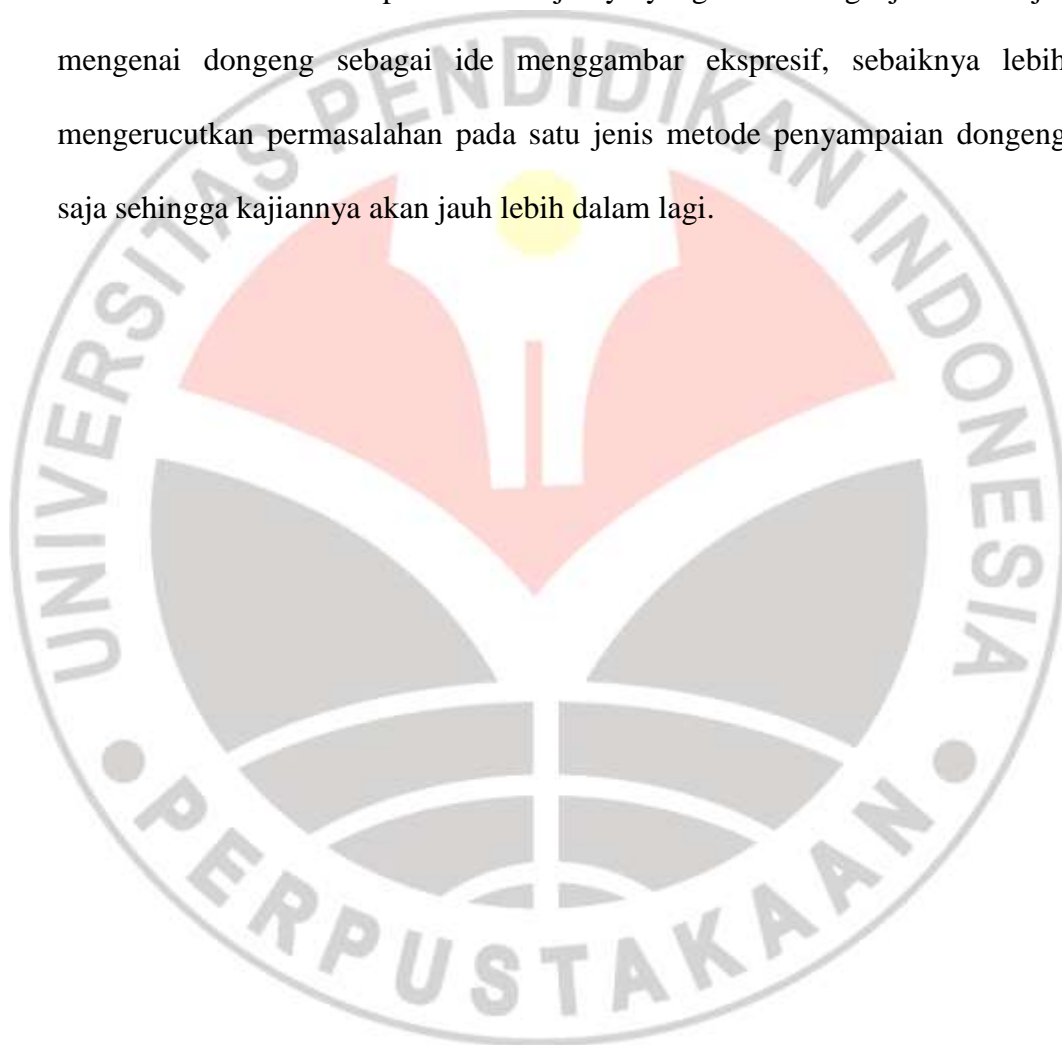 mengenai dongeng sebagai ide menggambar ekspresif, sebaiknya lebih
mengerucutkan permasalahan pada satu jenis metode penyampaian dongeng
saja sehingga kajiannya akan jauh lebih dalam lagi.
UNIVERSITAS PENDIDIKAN INDONESIA
PERPUSTAKAAN